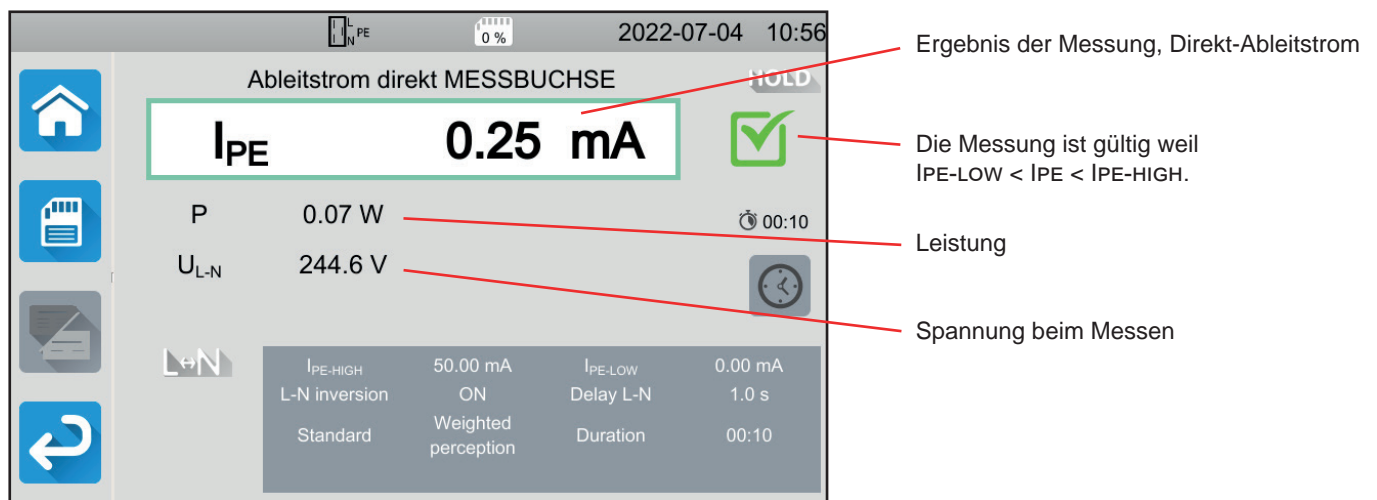 L
N PE
0 %
2022-07-04 10:56
Ableitstrom direkt MESSBUCHSE
HOLD
IPE 0.25 mA
P 0.07 W
00:10
UL-N 244.6 V
L↔N
IPE-HIGH 50.00 mA IPE-LOW 0.00 mA
L-N inversion ON Delay L-N 1.0 s
Standard Weighted perception Duration 00:10
Ergebnis der Messung, Direkt-Ableitstrom
Die Messung ist gültig weil
IPE-LOW < IPE < IPE-HIGH.
Leistung
Spannung beim Messen